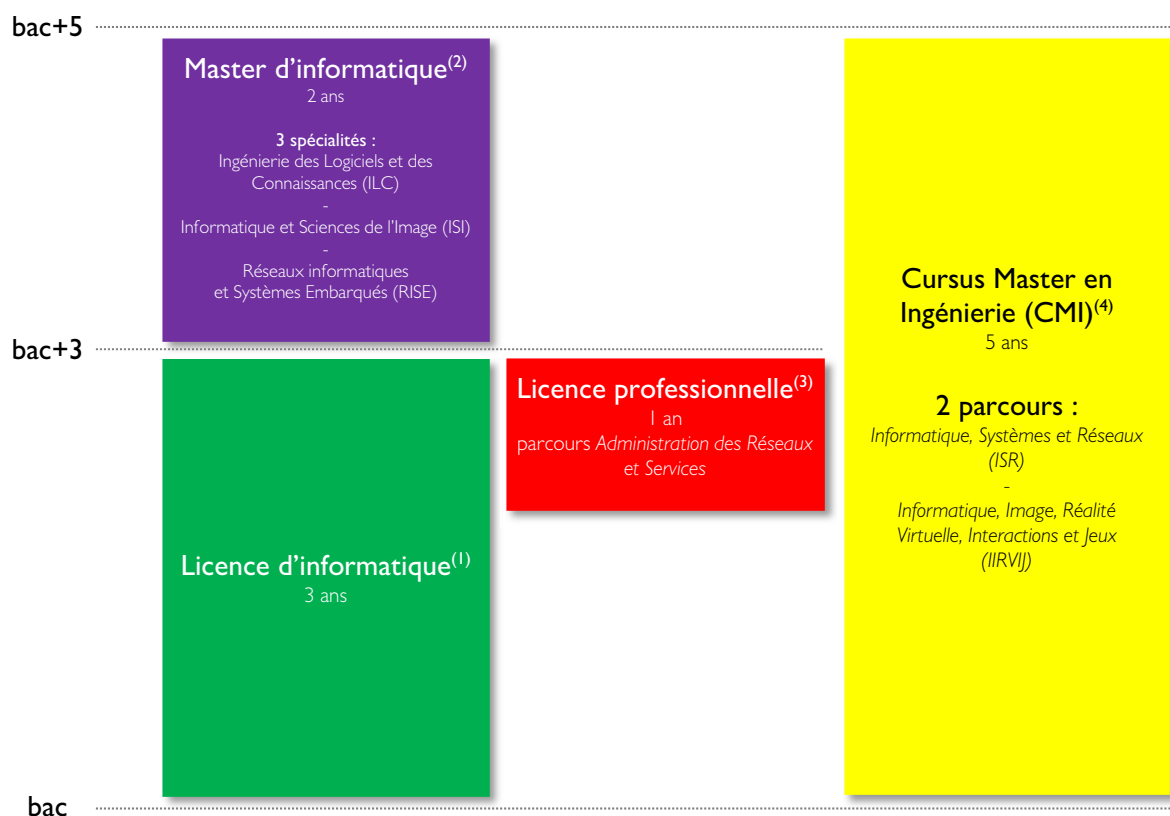 bac+5
Master d’informatique(2)
2 ans
3 spécialités :
Ingénierie des Logiciels et des
Connaissances (ILC)
-
Informatique et Sciences de l’Image (ISI)
-
Réseaux informatiques
et Systèmes Embarqués (RISE)
bac+3
Licence d’informatique(1)
3 ans
Licence professionnelle(3)
1 an
parcours Administration des Réseaux
et Services
Cursus Master en
Ingénierie (CMI)(4)
5 ans
2 parcours :
Informatique, Systèmes et Réseaux
(ISR)
-
Informatique, Image, Réalité
Virtuelle, Interactions et Jeux
(IIRVIJ)
bac